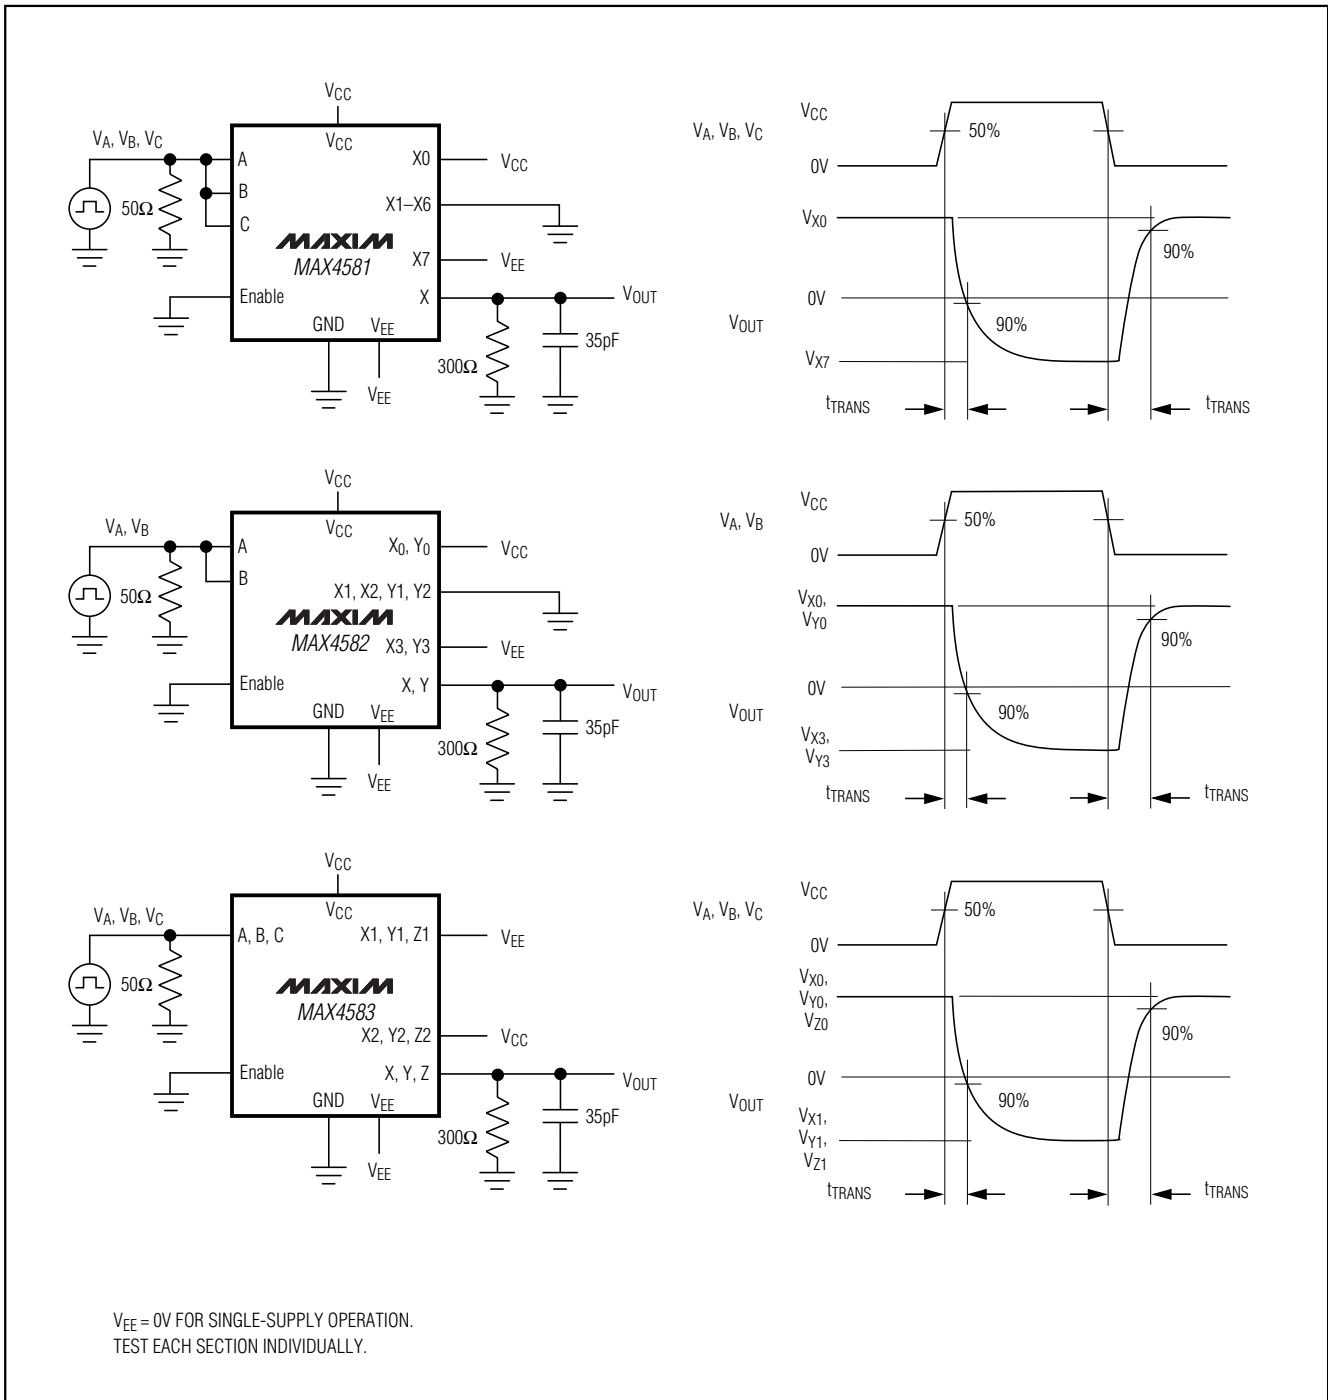 VCC
VA, VB, VC
VCC
A
X0
VCC
B
50Ω
X1–X6
C
MAXIM
MAX4581
X7
VEE
Enable
X
VOUT
GND
VEE
35pF
300Ω
VEE
VA, VB, VC
VCC
50%
0V
VX0
90%
0V
VOUT
90%
VX7
tTRANS
tTRANS
VCC
VA, VB
VCC
A
X0, Y0
VCC
B
50Ω
X1, X2, Y1, Y2
MAXIM
MAX4582
X3, Y3
VEE
Enable
X, Y
VOUT
GND
VEE
35pF
300Ω
VEE
VA, VB
VCC
50%
0V
VX0,
VY0
90%
0V
VOUT
90%
VX3,
VY3
tTRANS
tTRANS
VCC
VA, VB, VC
VCC
A, B, C
X1, Y1, Z1
VEE
50Ω
MAXIM
MAX4583
X2, Y2, Z2
VCC
Enable
X, Y, Z
VOUT
GND
VEE
35pF
300Ω
VEE
VA, VB, VC
VCC
50%
0V
VX0,
VY0,
VZ0
90%
0V
VOUT
90%
VX1,
VY1,
VZ1
tTRANS
tTRANS
VEE = 0V FOR SINGLE-SUPPLY OPERATION.
TEST EACH SECTION INDIVIDUALLY.